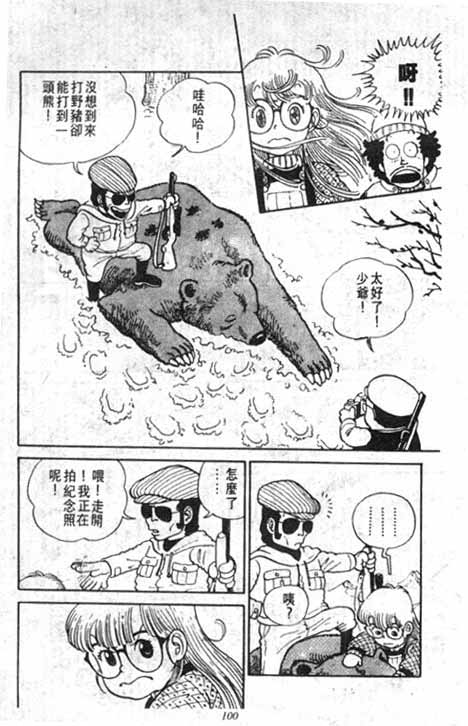 呀!!
沒想到來
打野豬卻
能打到一
頭熊！
哇哈哈！
太好了！
少爺！
怎麼了
……
喂！走開
！我正在
拍紀念照
呢！
………
………
咦？
100